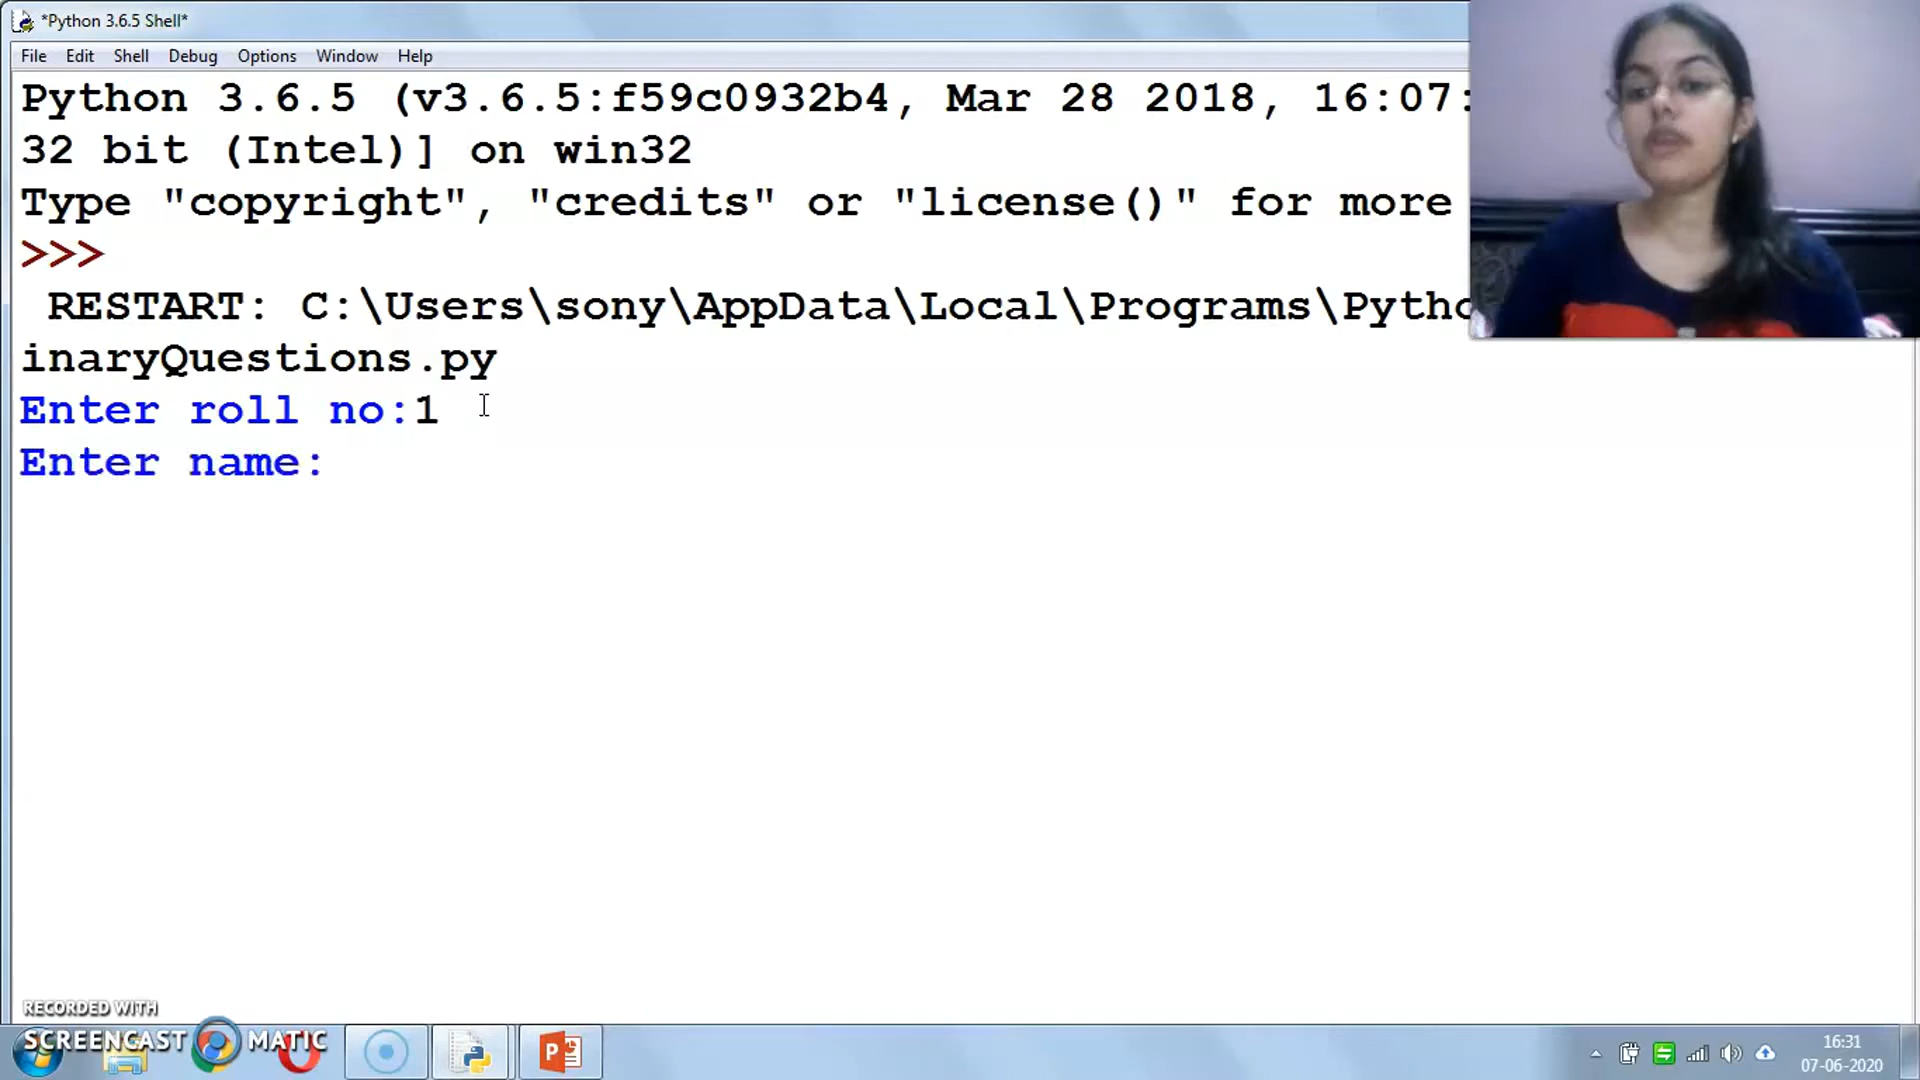 *Python 3.6.5 Shell*
File Edit Shell Debug Options Window Help
Python 3.6.5 (v3.6.5:f59c0932b4, Mar 28 2018, 16:07:
32 bit (Intel)] on win32
Type "copyright", "credits" or "license()" for more
>>>
RESTART: C:\Users\sony\AppData\Local\Programs\Pytho
inaryQuestions.py
Enter roll no:1
Enter name:
RECORDED WITH
SCREENCAST MATIC
16:31
07-06-2020